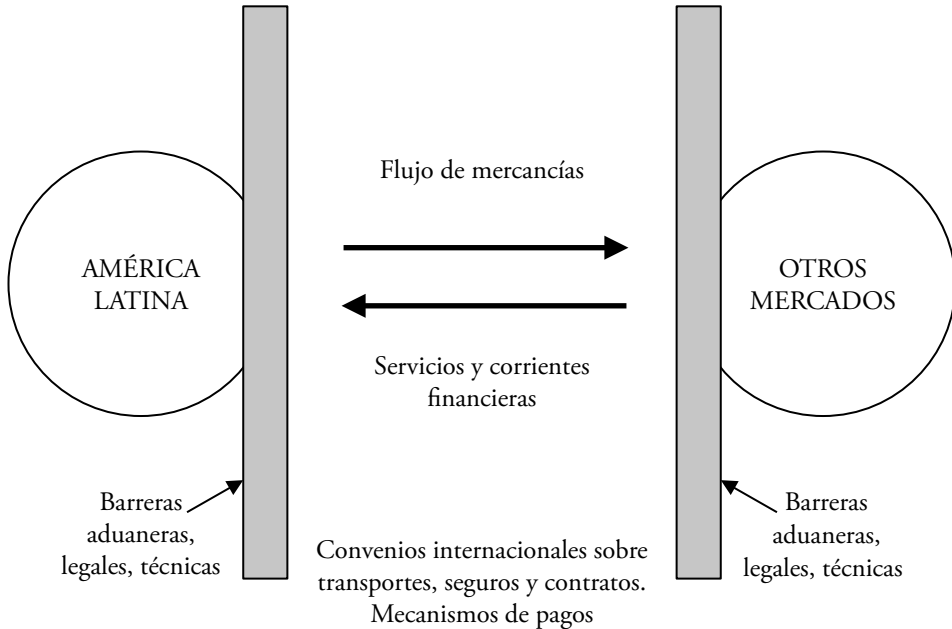 Flujo de mercancías
AMÉRICA
LATINA
OTROS
MERCADOS
Servicios y corrientes
financieras
Barreras
aduaneras,
legales, técnicas
Convenios internacionales sobre
transportes, seguros y contratos.
Mecanismos de pagos
Barreras
aduaneras,
legales, técnicas